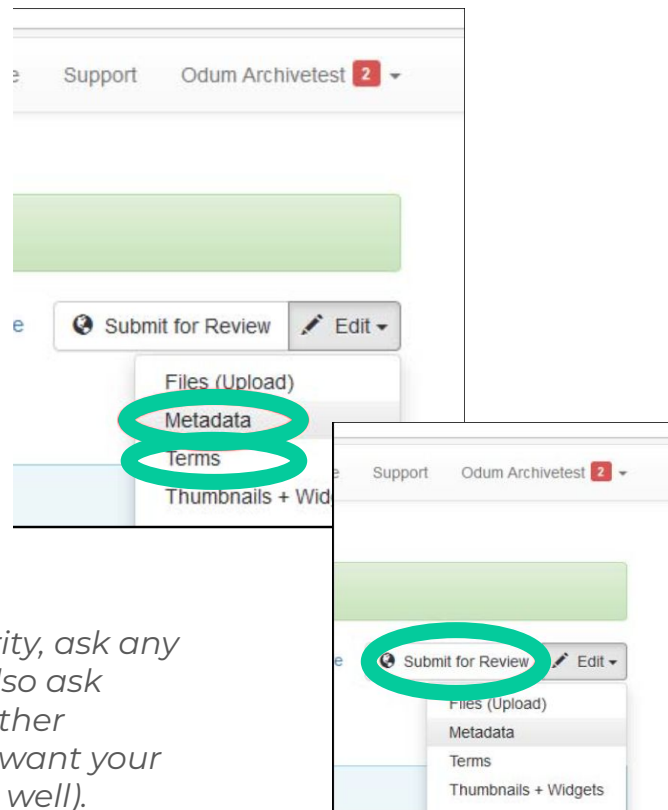 e Support Odum Archivetest 2
e Submit for Review Edit
Files (Upload)
Metadata
Terms
Thumbnails + Wid
e Support Odum Archivetest 2
e Submit for Review Edit
Files (Upload)
Metadata
Terms
Thumbnails + Widgets
rity, ask any
lso ask
ther
want your
well).